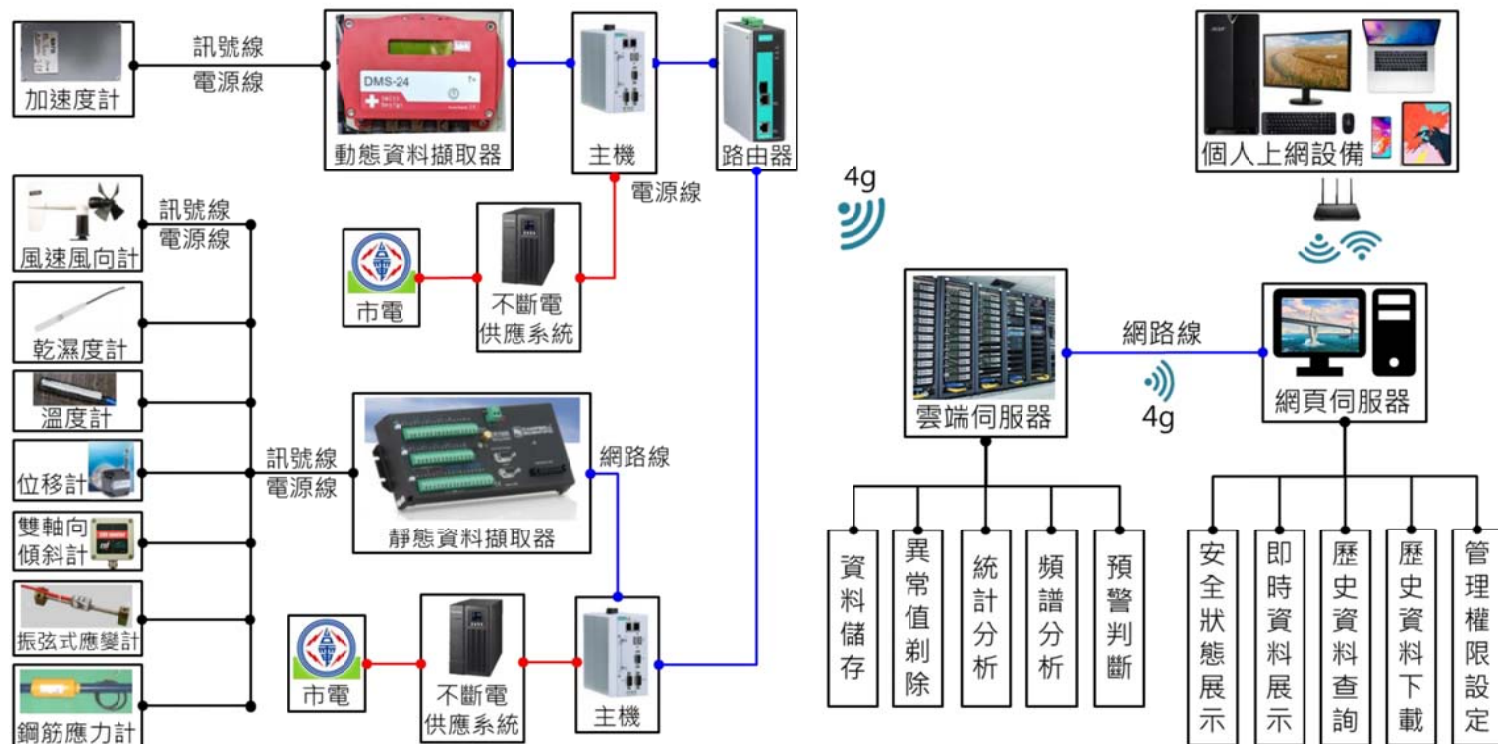 加速度計
訊號線
電源線
DMS-24
動態資料擷取器
主機
路由器
電源線
市電
不斷電
供應系統
風速風向計
訊號線
電源線
乾濕度計
溫度計
位移計
雙軸向
傾斜計
振弦式應變計
鋼筋應力計
訊號線
電源線
靜態資料擷取器
網路線
市電
不斷電
供應系統
主機
4g
個人上網設備
雲端伺服器
網路線
4g
網頁伺服器
資料儲存
異常值剔除
統計分析
頻譜分析
預警判斷
安全狀態展示
即時資料展示
歷史資料查詢
歷史資料下載
管理權限設定